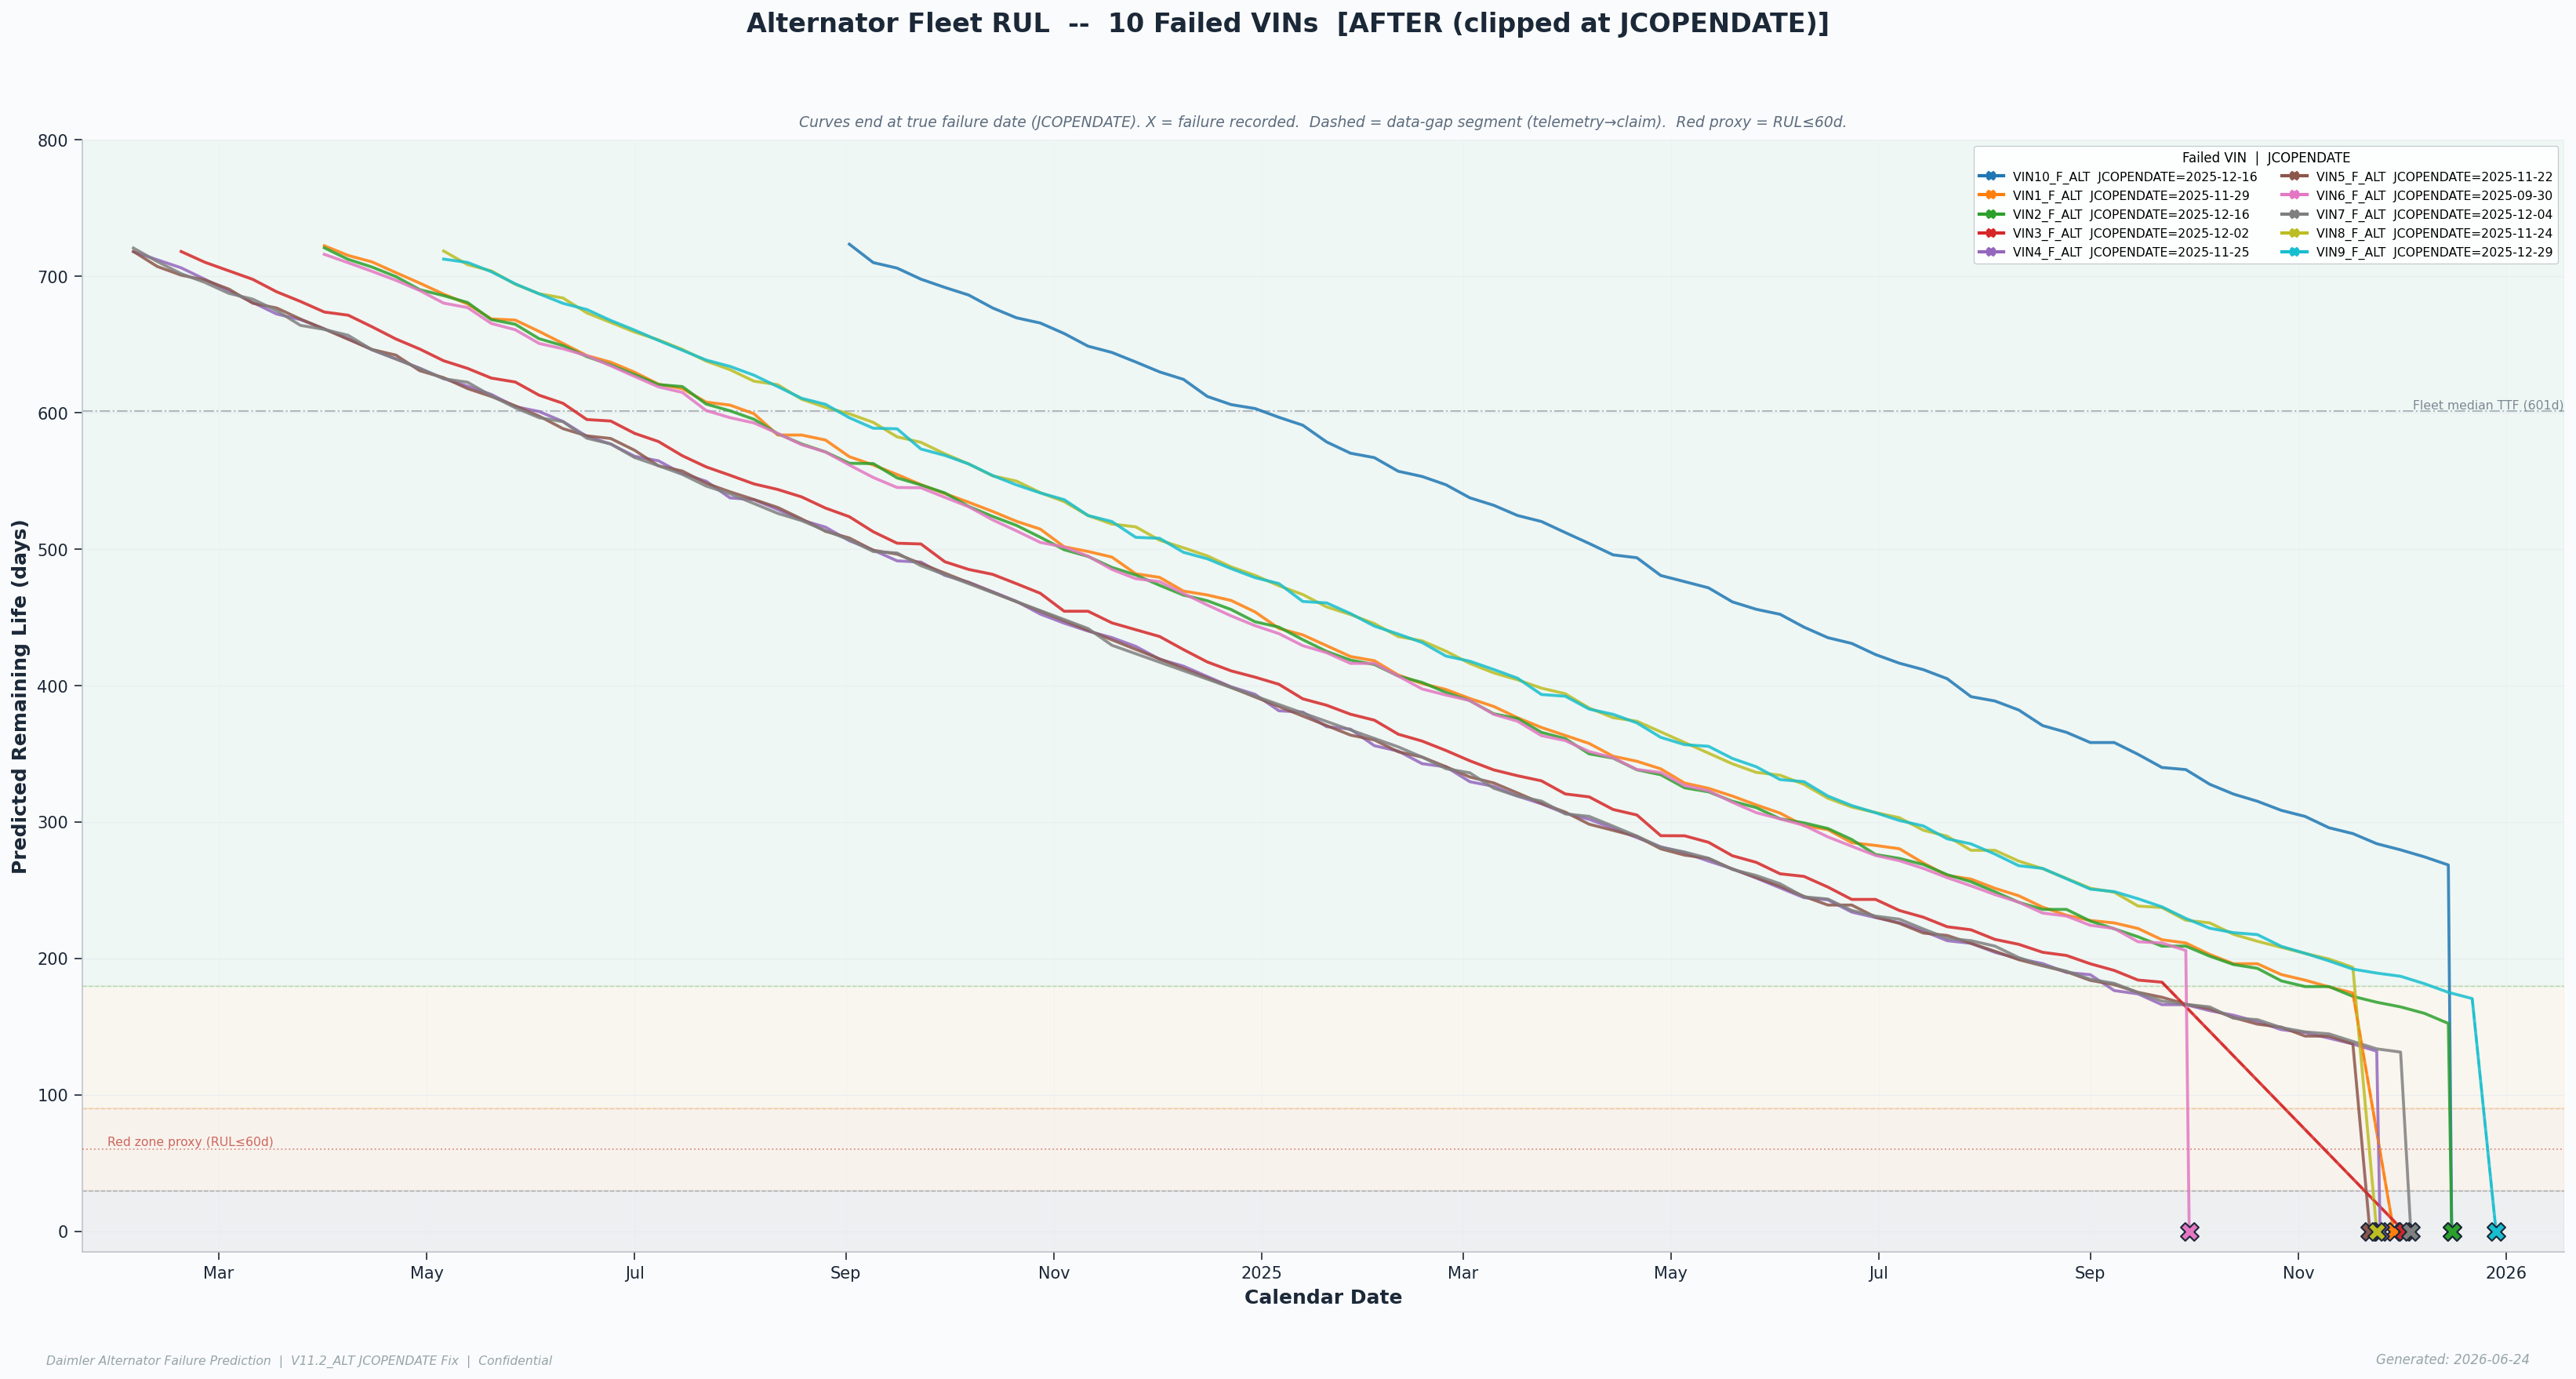 Alternator Fleet RUL  --  10 Failed VINs  [AFTER (clipped at JCOPENDATE)]
Curves end at true failure date (JCOPENDATE). X = failure recorded.  Dashed = data-gap segment (telemetry→claim).  Red proxy = RUL≤60d.
Failed VIN  |  JCOPENDATE
VIN10_F_ALT  JCOPENDATE=2025-12-16
VIN1_F_ALT  JCOPENDATE=2025-11-29
VIN2_F_ALT  JCOPENDATE=2025-12-16
VIN3_F_ALT  JCOPENDATE=2025-12-02
VIN4_F_ALT  JCOPENDATE=2025-11-25
VIN5_F_ALT  JCOPENDATE=2025-11-22
VIN6_F_ALT  JCOPENDATE=2025-09-30
VIN7_F_ALT  JCOPENDATE=2025-12-04
VIN8_F_ALT  JCOPENDATE=2025-11-24
VIN9_F_ALT  JCOPENDATE=2025-12-29
Predicted Remaining Life (days)
800
700
600
500
400
300
200
100
0
Fleet median TTF (601d)
Red zone proxy (RUL≤60d)
Mar
May
Jul
Sep
Nov
2025
Mar
May
Jul
Sep
Nov
2026
Calendar Date
Daimler Alternator Failure Prediction  |  V11.2_ALT JCOPENDATE Fix  |  Confidential
Generated: 2026-06-24